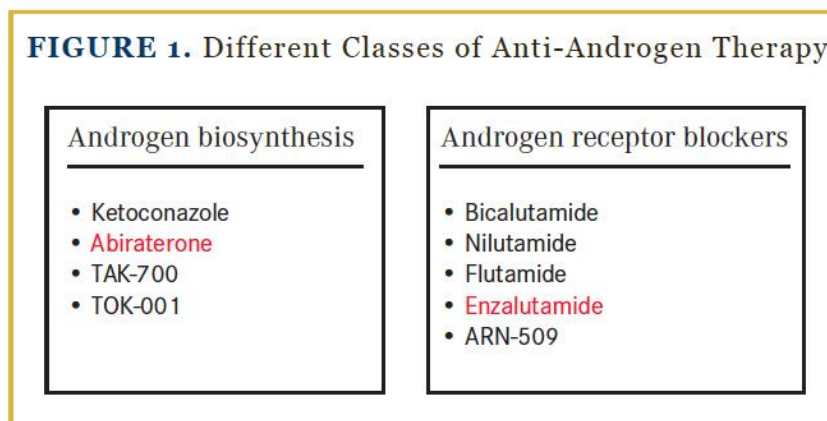 FIGURE 1. Different Classes of Anti-Androgen Therapy
Androgen biosynthesis
• Ketoconazole
• Abiraterone
• TAK-700
• TOK-001
Androgen receptor blockers
• Bicalutamide
• Nilutamide
• Flutamide
• Enzalutamide
• ARN-509